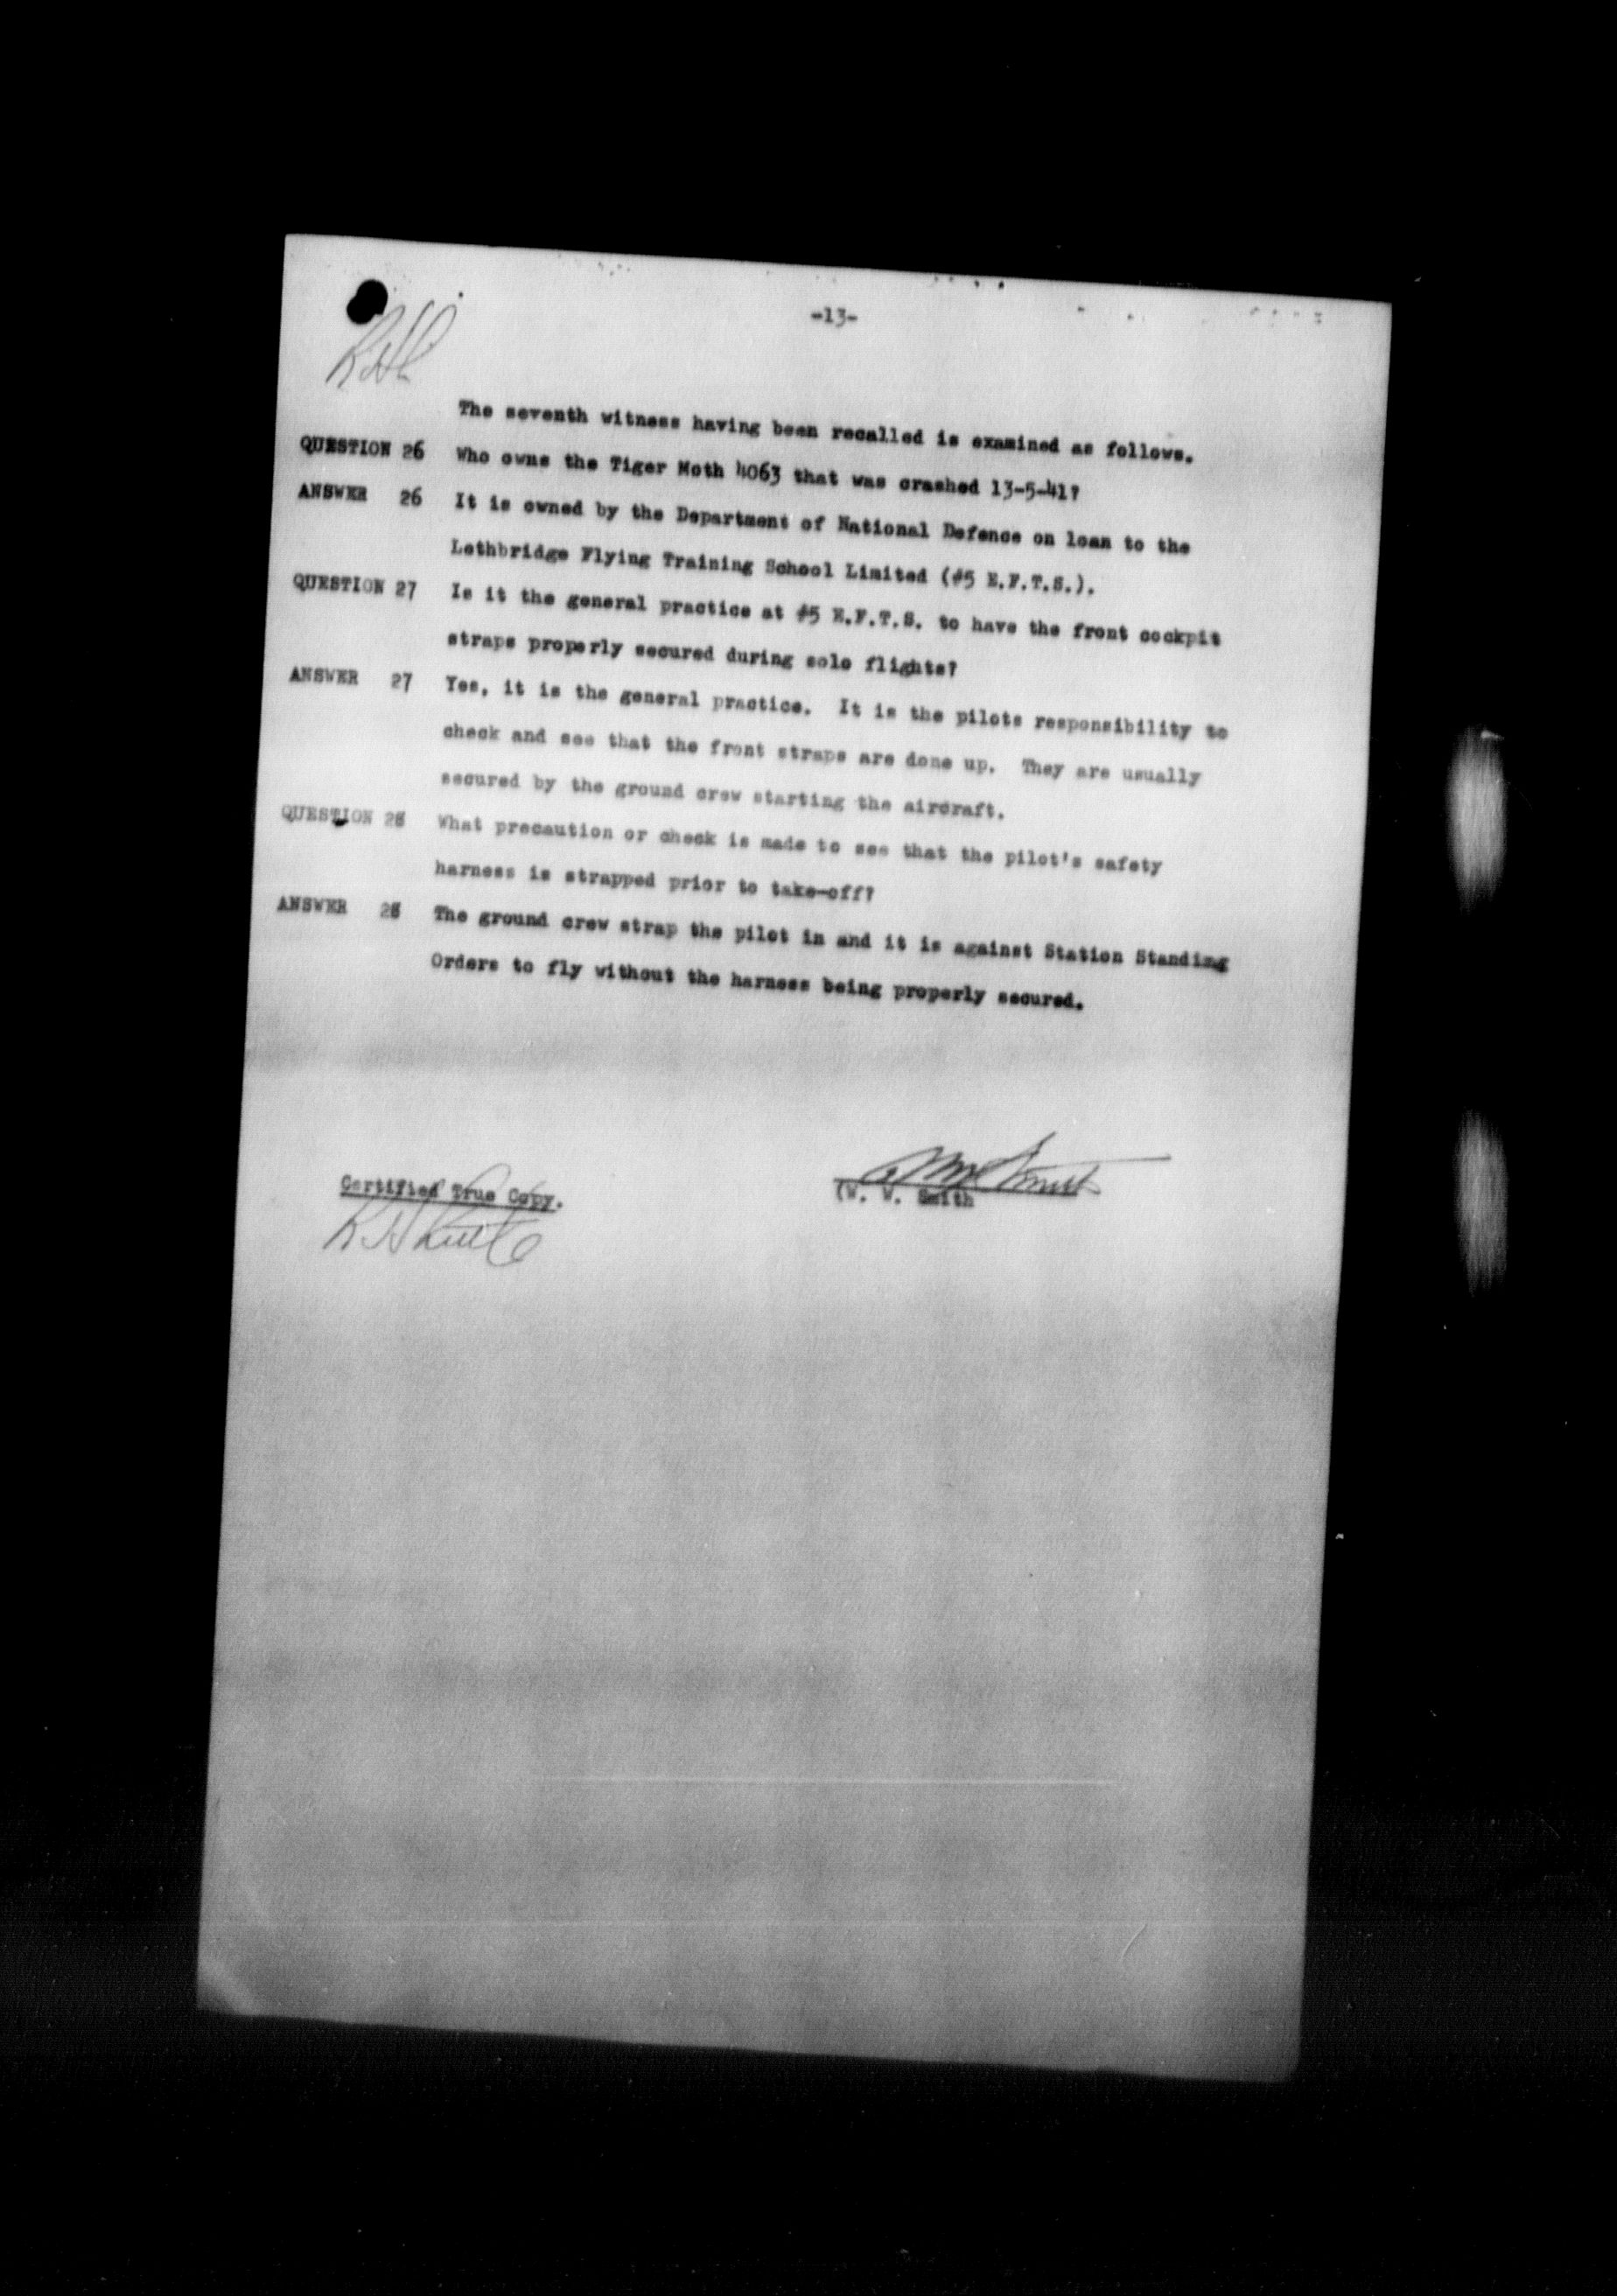 -13-
The seventh witness having been recalled is examined as follows.
QUESTION 26 Who owns the Tiger Moth 4063 that was crashed 13-5-41?
ANSWER 26 It is owned by the Department of National Defence on loan to the
Lethbridge Flying Training School Limited (#5 E.F.T.S.).
QUESTION 27 Is it the general practice at #5 E.F.T.S. to have the front cockpit
straps properly secured during solo flights?
ANSWER 27 Yes, it is the general practice. It is the pilots responsibility to
check and see that the front straps are done up. They are usually
secured by the ground crew starting the aircraft.
QUESTION 28 What precaution or check is made to see that the pilot's safety
harness is strapped prior to take-off?
ANSWER 28 The ground crew strap the pilot in and it is against Station Standing
Orders to fly without the harness being properly secured.
Certified True Copy.
(W. W. Smith